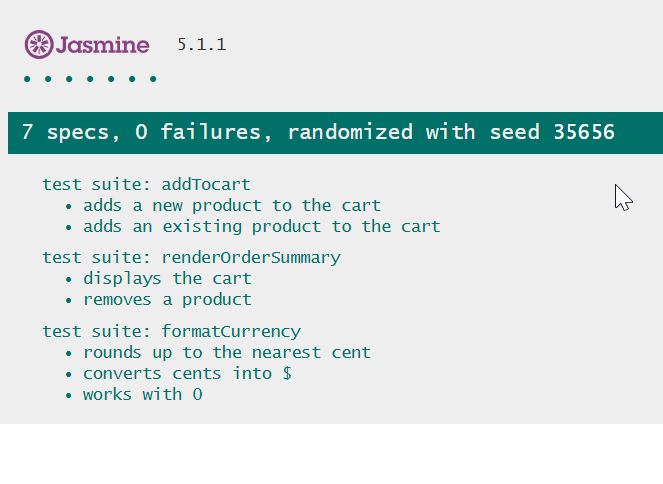 Jasmine 5.1.1
• • • • • • •
7 specs, 0 failures, randomized with seed 35656
test suite: addTocart
• adds a new product to the cart
• adds an existing product to the cart
test suite: renderOrderSummary
• displays the cart
• removes a product
test suite: formatCurrency
• rounds up to the nearest cent
• converts cents into $
• works with 0